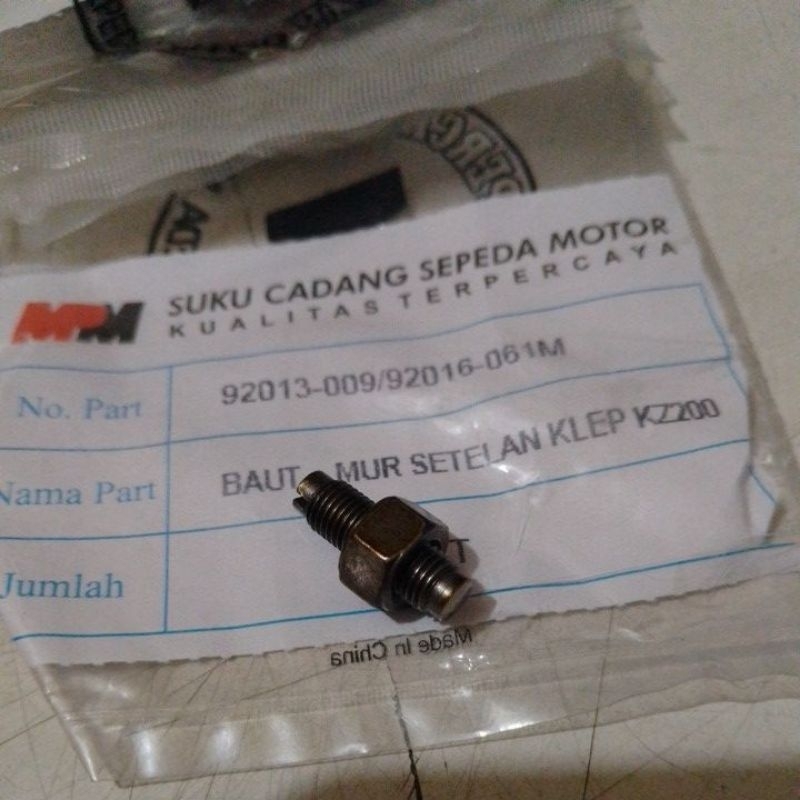 MPM
SUKU CADANG SEPEDA MOTOR
KUALITAS TERPERCAYA
No. Part
92013-009/92016-061M
Nama Part
BAUT MUR SETELAN KLEP KZ200
Jumlah
Made In China